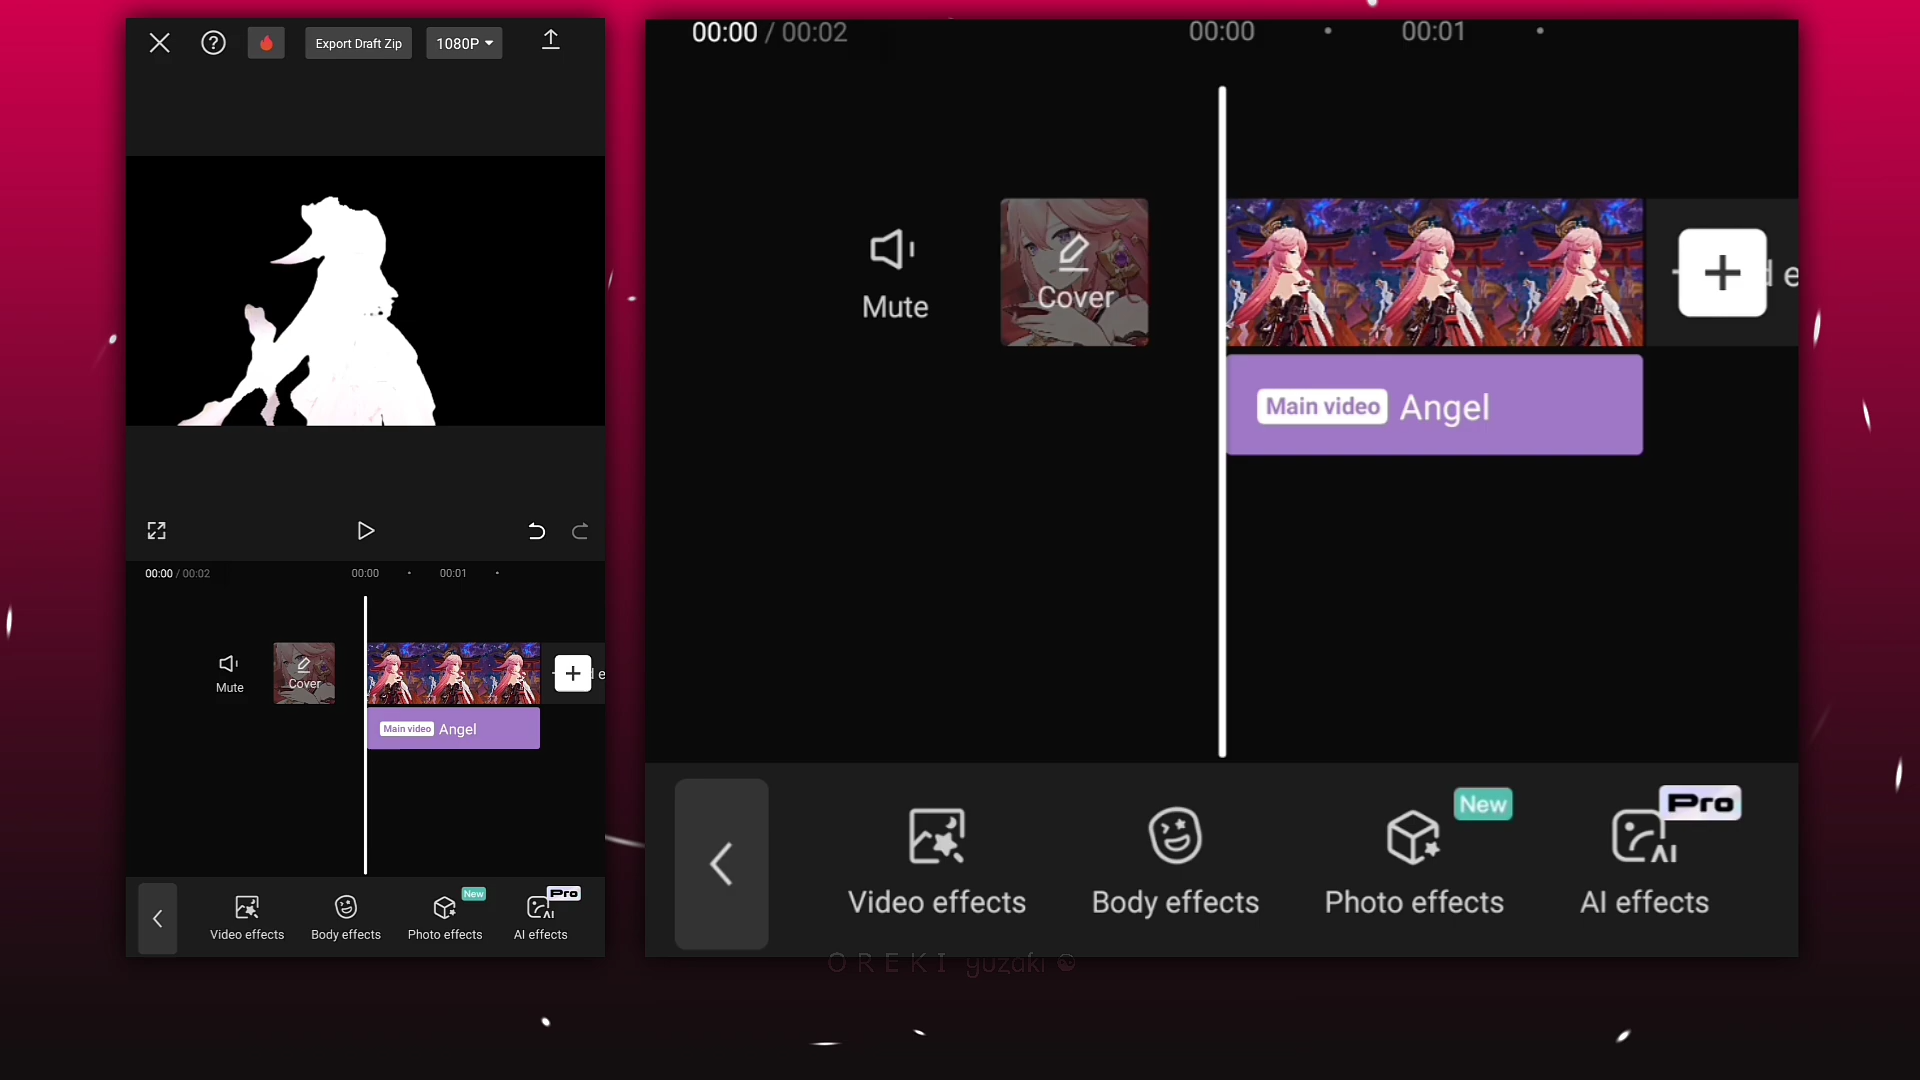 Export Draft Zip
1080P
00:00 / 00:02
00:00
00:01
Mute
Cover
d e
Main video Angel
New
Pro
Video effects
Body effects
Photo effects
AI effects
00:00 / 00:02
00:00
00:01
Mute
Cover
d e
Main video Angel
New
Pro
AI
Video effects
Body effects
Photo effects
AI effects
OREKI yuzaki